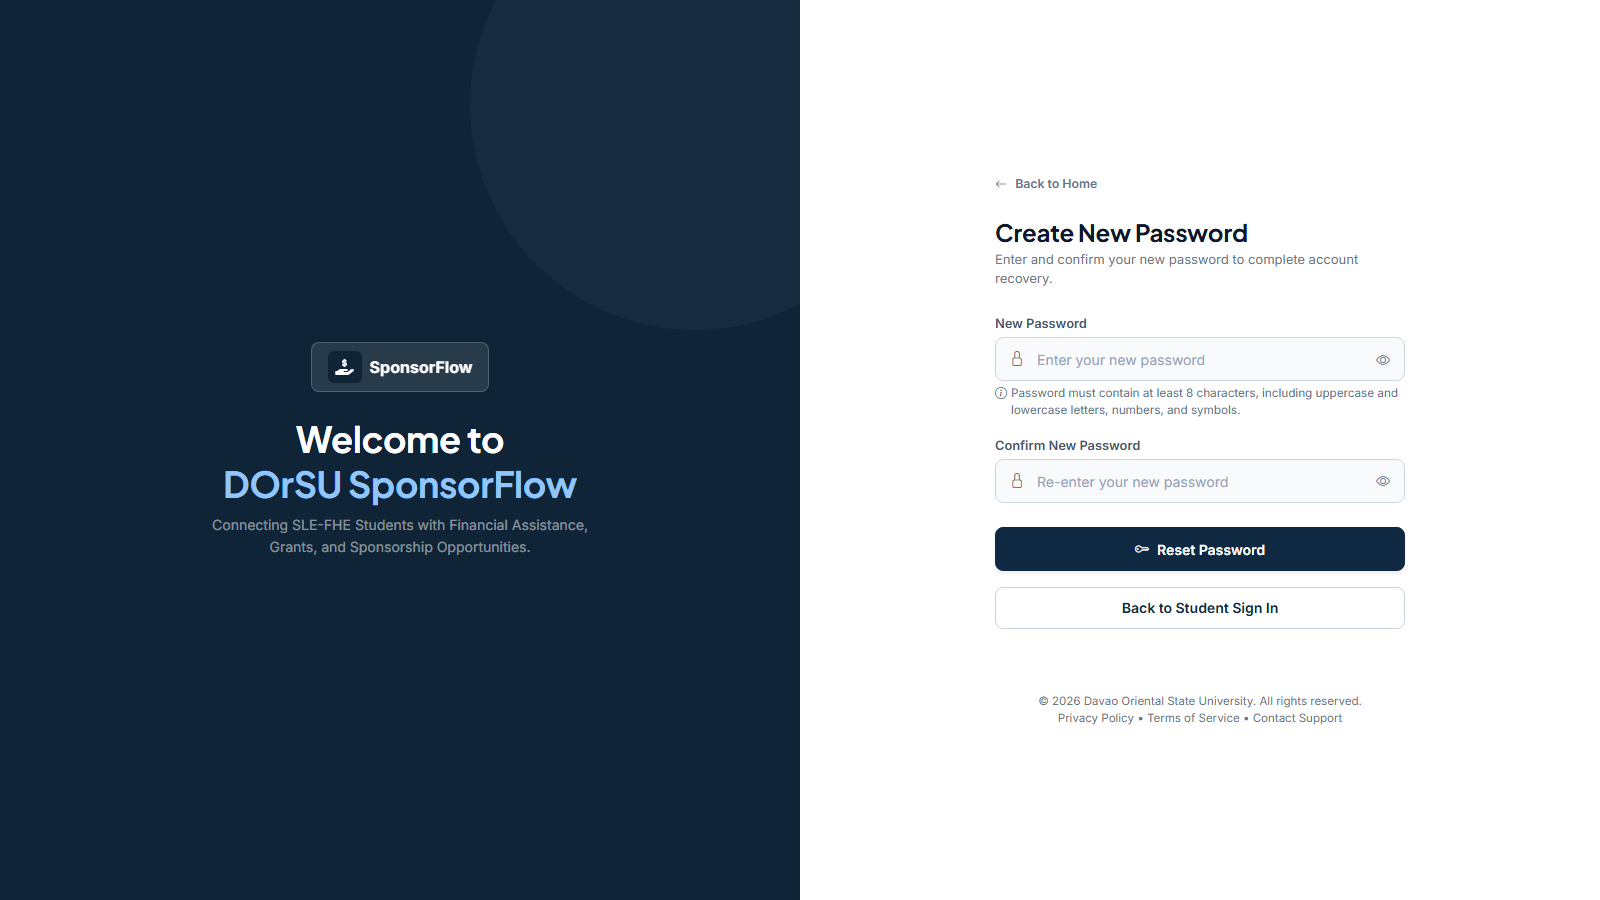 SponsorFlow
Welcome to
DOrSU SponsorFlow
Connecting SLE-FHE Students with Financial Assistance,
Grants, and Sponsorship Opportunities.
Back to Home
Create New Password
Enter and confirm your new password to complete account
recovery.
New Password
Enter your new password
Password must contain at least 8 characters, including uppercase and
lowercase letters, numbers, and symbols.
Confirm New Password
Re-enter your new password
Reset Password
Back to Student Sign In
© 2026 Davao Oriental State University. All rights reserved.
Privacy Policy • Terms of Service • Contact Support